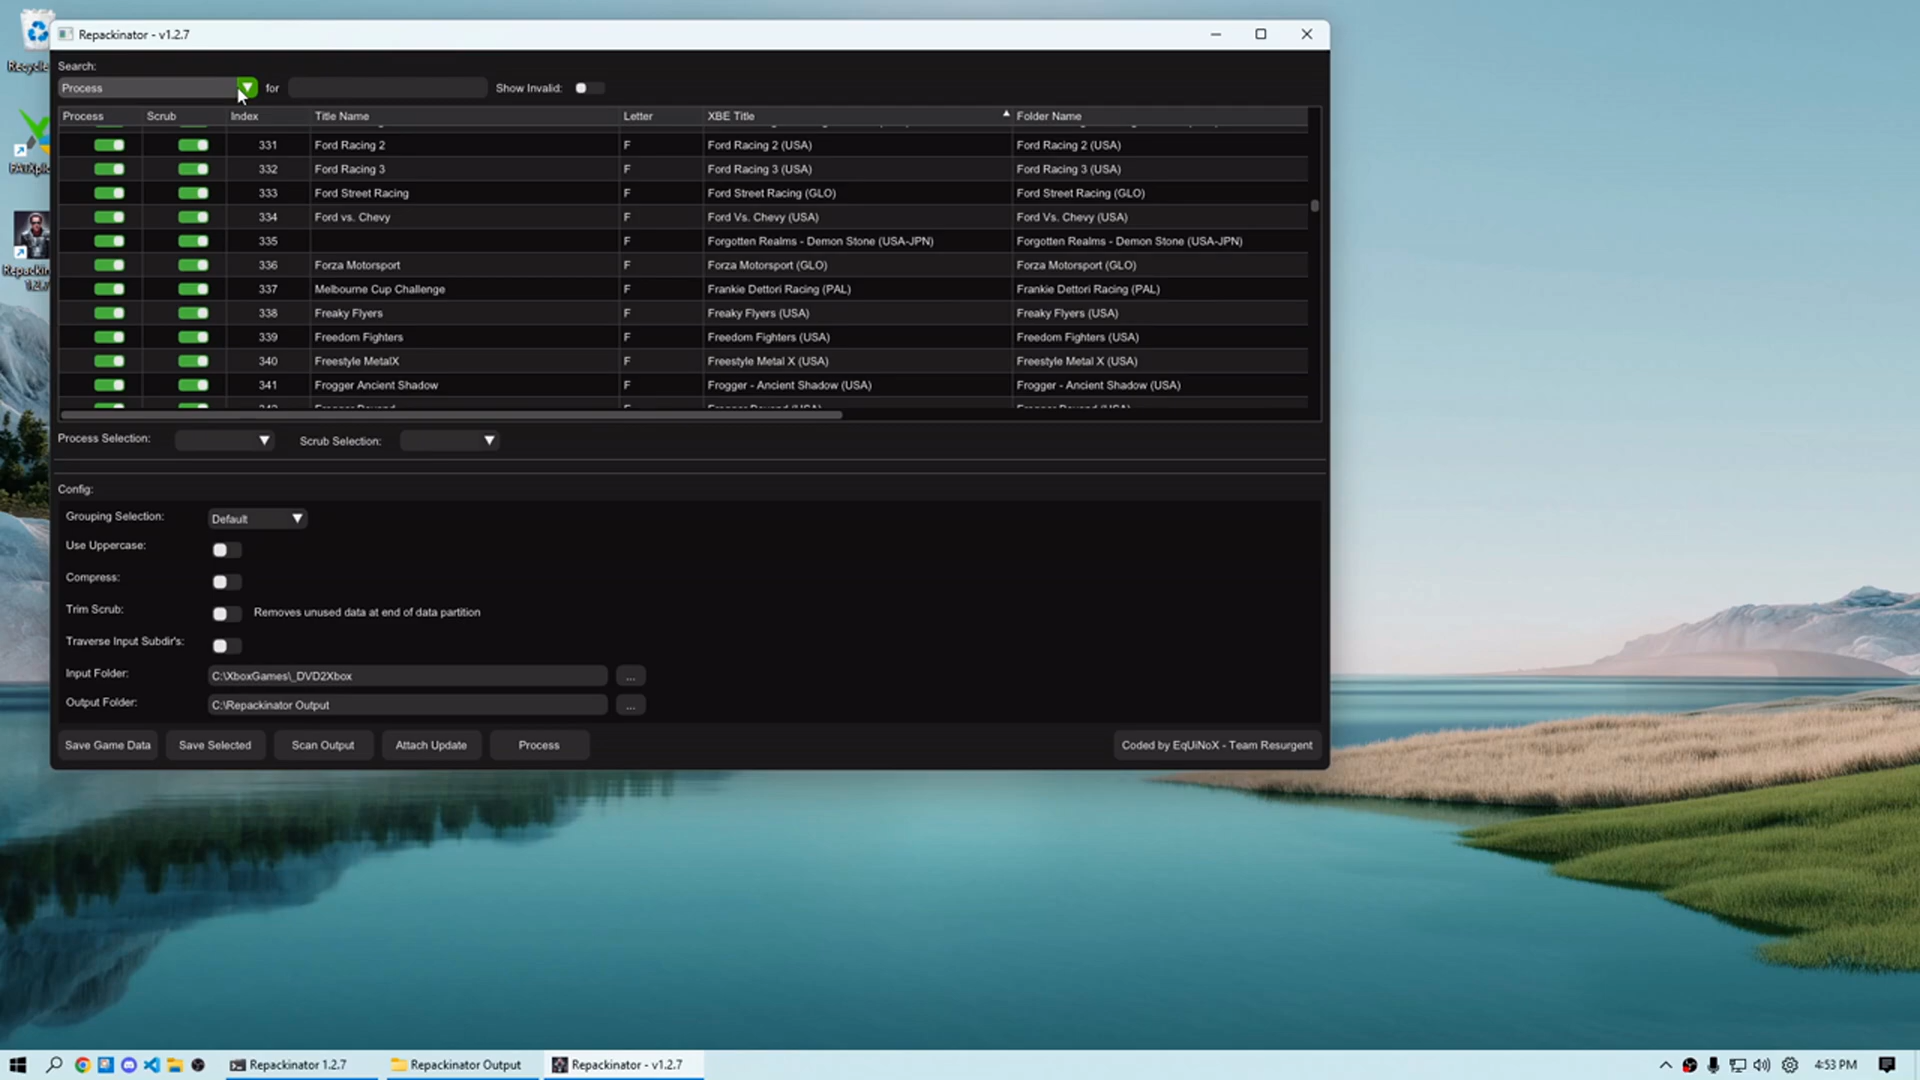 Recycle
FATXplo
Repackin
1.2.7
Repackinator - v1.2.7
Search:
Process for Show Invalid:
Process Scrub Index Title Name Letter XBE Title Folder Name
331 Ford Racing 2 F Ford Racing 2 (USA) Ford Racing 2 (USA)
332 Ford Racing 3 F Ford Racing 3 (USA) Ford Racing 3 (USA)
333 Ford Street Racing F Ford Street Racing (GLO) Ford Street Racing (GLO)
334 Ford vs. Chevy F Ford Vs. Chevy (USA) Ford Vs. Chevy (USA)
335 F Forgotten Realms - Demon Stone (USA-JPN) Forgotten Realms - Demon Stone (USA-JPN)
336 Forza Motorsport F Forza Motorsport (GLO) Forza Motorsport (GLO)
337 Melbourne Cup Challenge F Frankie Dettori Racing (PAL) Frankie Dettori Racing (PAL)
338 Freaky Flyers F Freaky Flyers (USA) Freaky Flyers (USA)
339 Freedom Fighters F Freedom Fighters (USA) Freedom Fighters (USA)
340 Freestyle MetalX F Freestyle Metal X (USA) Freestyle Metal X (USA)
341 Frogger Ancient Shadow F Frogger - Ancient Shadow (USA) Frogger - Ancient Shadow (USA)
Process Selection: Scrub Selection:
Config:
Grouping Selection: Default
Use Uppercase:
Compress:
Trim Scrub: Removes unused data at end of data partition
Traverse Input Subdir's:
Input Folder: C:\XboxGames\_DVD2Xbox ...
Output Folder: C:\Repackinator Output ...
Save Game Data Save Selected Scan Output Attach Update Process Coded by EqUiNoX - Team Resurgent
Repackinator 1.2.7 Repackinator Output Repackinator - v1.2.7 4:53 PM